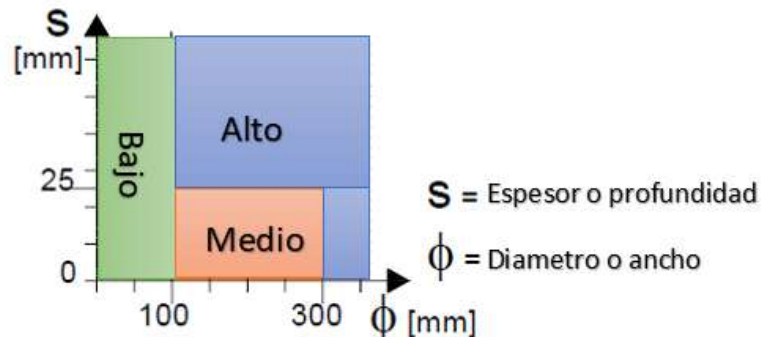 S
[mm]
Alto
Bajo
25
S = Espesor o profundidad
Medio
ϕ = Diametro o ancho
0
100
300
ϕ [mm]